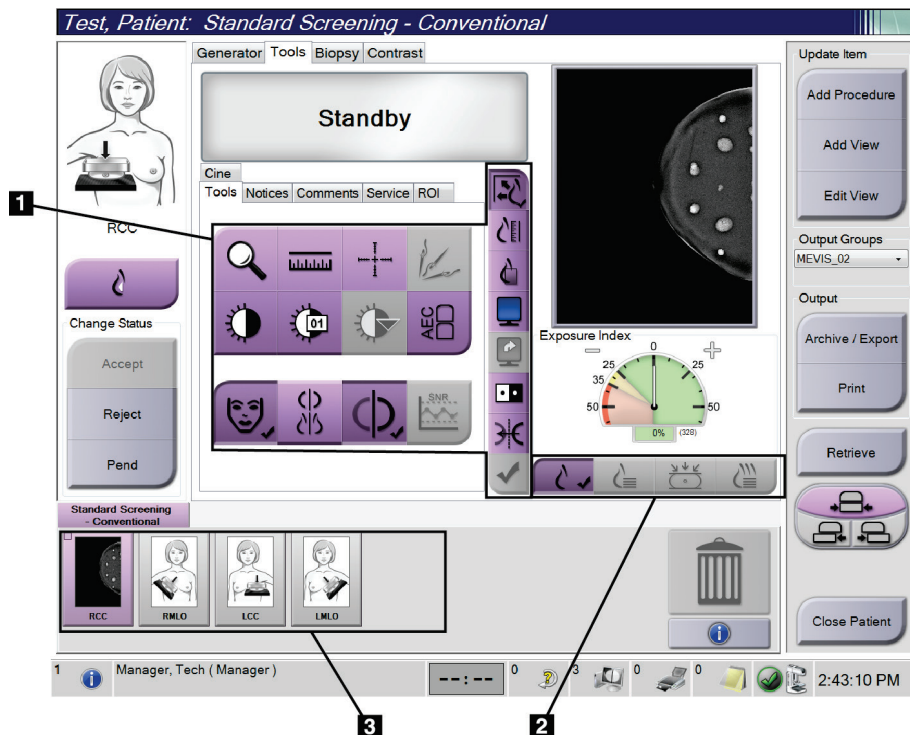 Test, Patient: Standard Screening - Conventional
Generator Tools Biopsy Contrast
Standby
Cine
Tools Notices Comments Service ROI
01
AEC
SNR
RCC
Change Status
Accept
Reject
Pend
Exposure Index
0
25 25
35
50 50
0% (328)
Update Item
Add Procedure
Add View
Edit View
Output Groups
MEVIS_02
Output
Archive / Export
Print
Retrieve
Close Patient
Standard Screening
- Conventional
RCC RMLO LCC LMLO
1 Manager, Tech ( Manager ) --:-- 0 3 0 0 2:43:10 PM
1
2
3